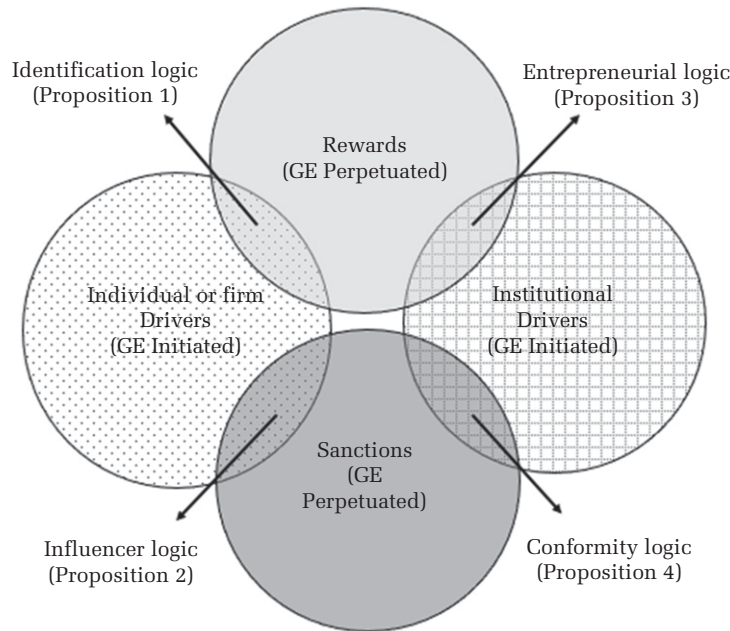 Identification logic
(Proposition 1)
Entrepreneurial logic
(Proposition 3)
Rewards
(GE Perpetuated)
Individual or firm
Drivers
(GE Initiated)
Institutional
Drivers
(GE Initiated)
Sanctions
(GE
Perpetuated)
Influencer logic
(Proposition 2)
Conformity logic
(Proposition 4)